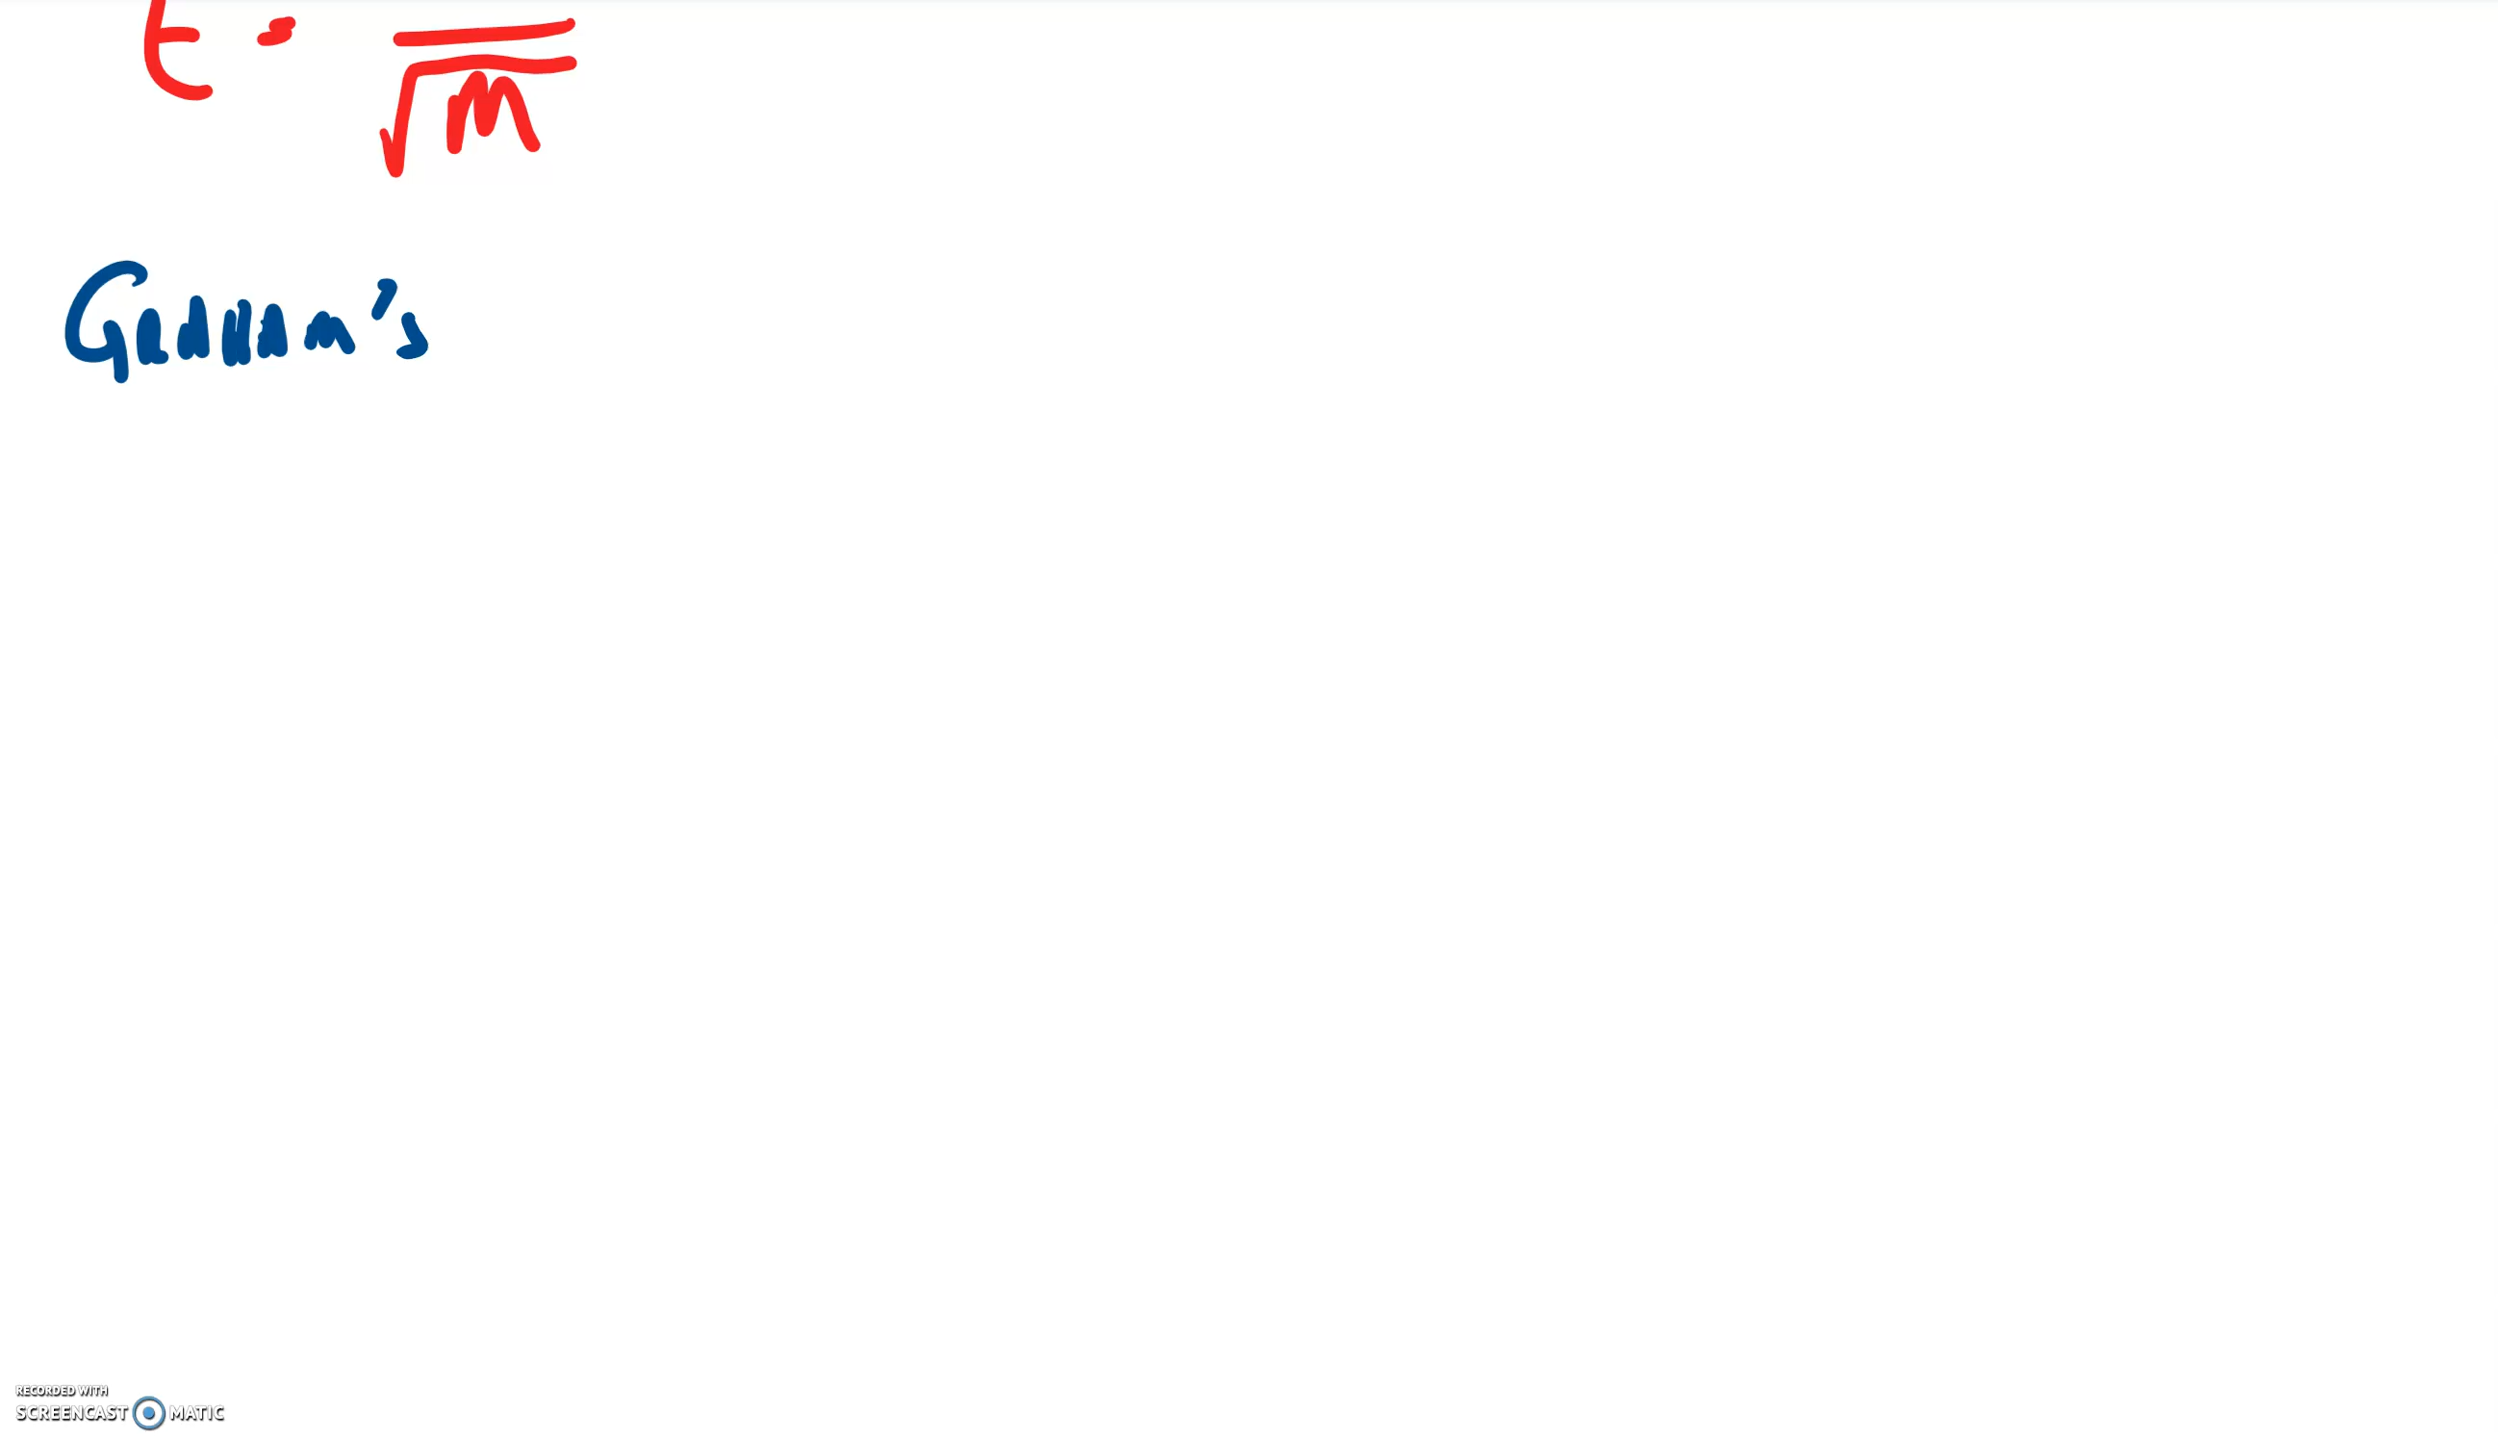 t =
√m
Graham's
RECORDED WITH
SCREENCAST MATIC